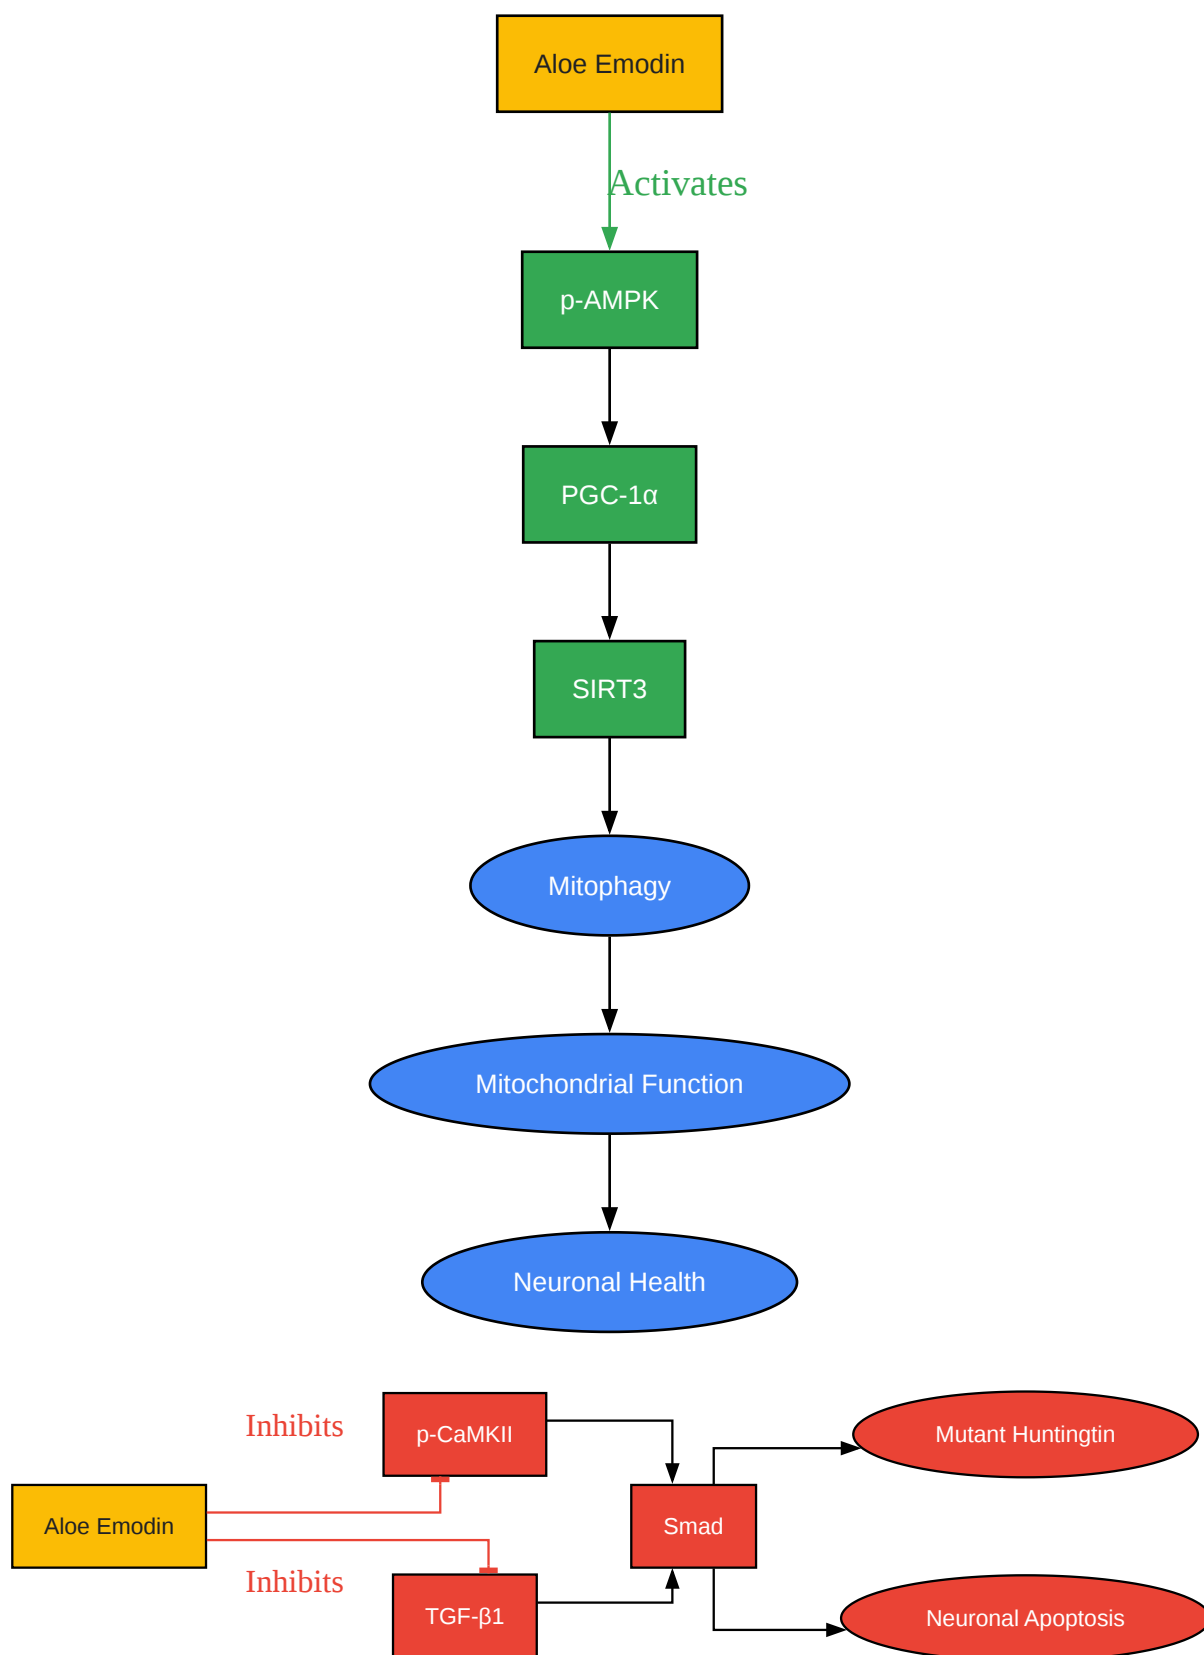 Aloe Emodin
Activates
p-AMPK
PGC-1α
SIRT3
Mitophagy
Mitochondrial Function
Neuronal Health
Inhibits
p-CaMKII
Mutant Huntingtin
Aloe Emodin
Smad
Inhibits
TGF-β1
Neuronal Apoptosis